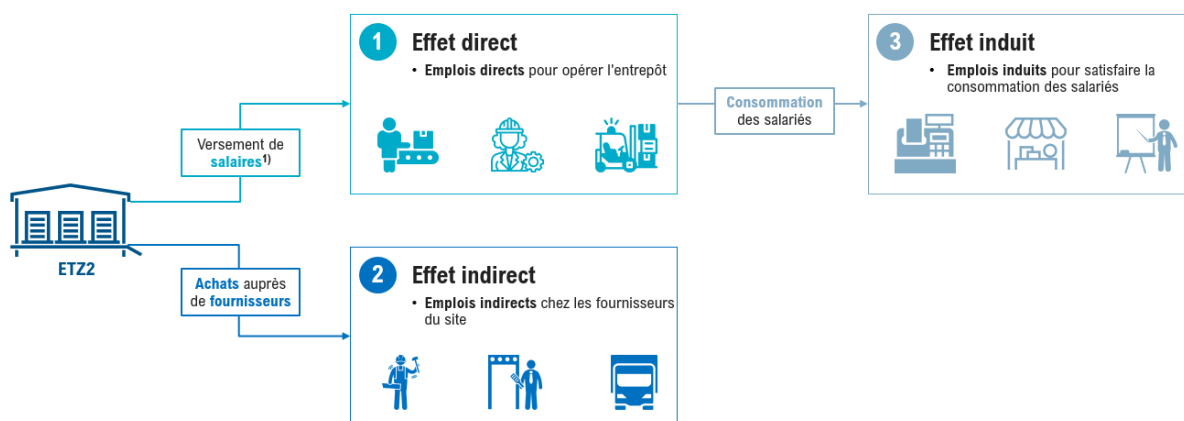 ETZ2
Versement de
salaires¹⁾
Achats auprès
de fournisseurs
1
Effet direct
• Emplois directs pour opérer l'entrepôt
2
Effet indirect
• Emplois indirects chez les fournisseurs
du site
Consommation
des salariés
3
Effet induit
• Emplois induits pour satisfaire la
consommation des salariés